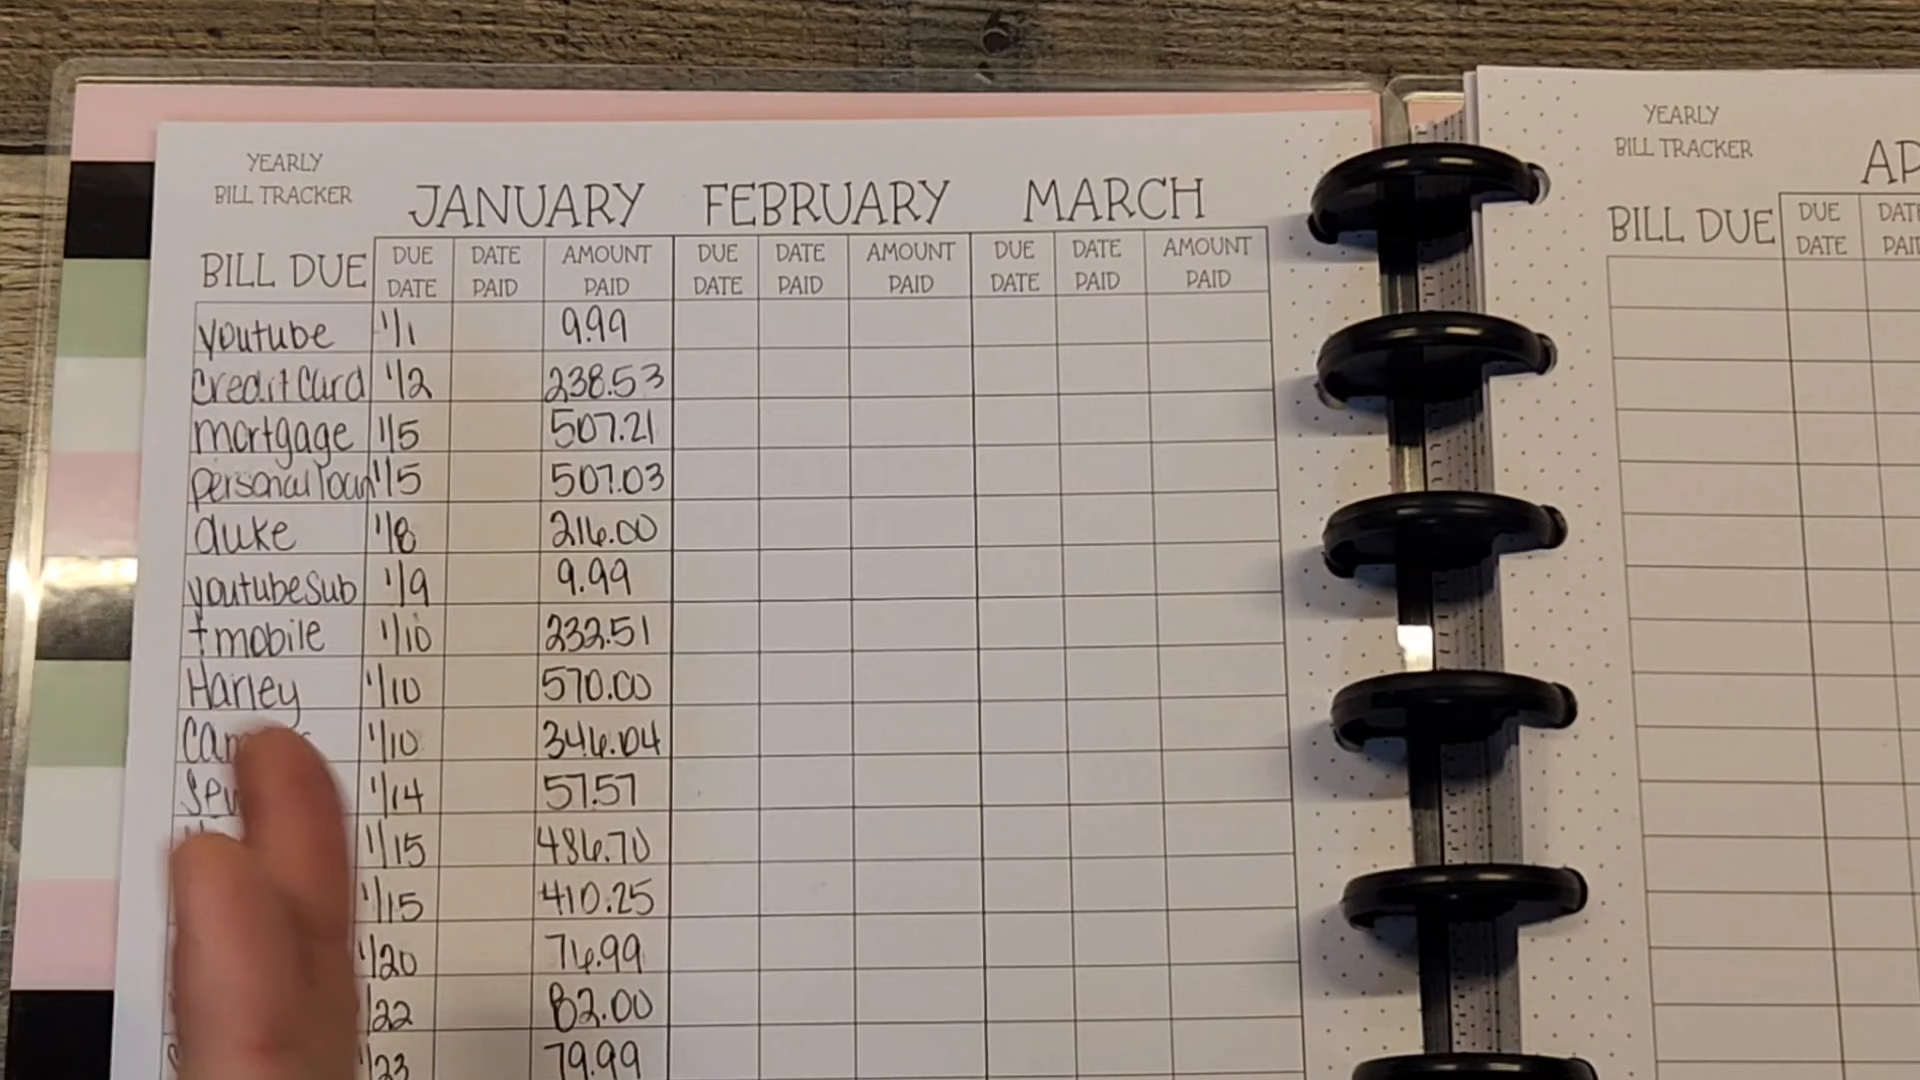 YEARLY
BILL TRACKER
JANUARY FEBRUARY MARCH
BILL DUE DUE DATE DATE PAID AMOUNT PAID DUE DATE DATE PAID AMOUNT PAID DUE DATE DATE PAID AMOUNT PAID
youtube 1/1 9.99
credit card 1/2 238.53
mortgage 1/5 507.21
personal loan 1/5 507.03
duke 1/8 216.00
youtube sub 1/9 9.99
tmobile 1/10 232.51
Harley 1/10 570.00
1/10 346.04
1/14 57.57
1/15 486.70
1/15 410.25
1/20 76.99
1/22 82.00
1/23 79.99
YEARLY
BILL TRACKER
BILL DUE DUE DATE